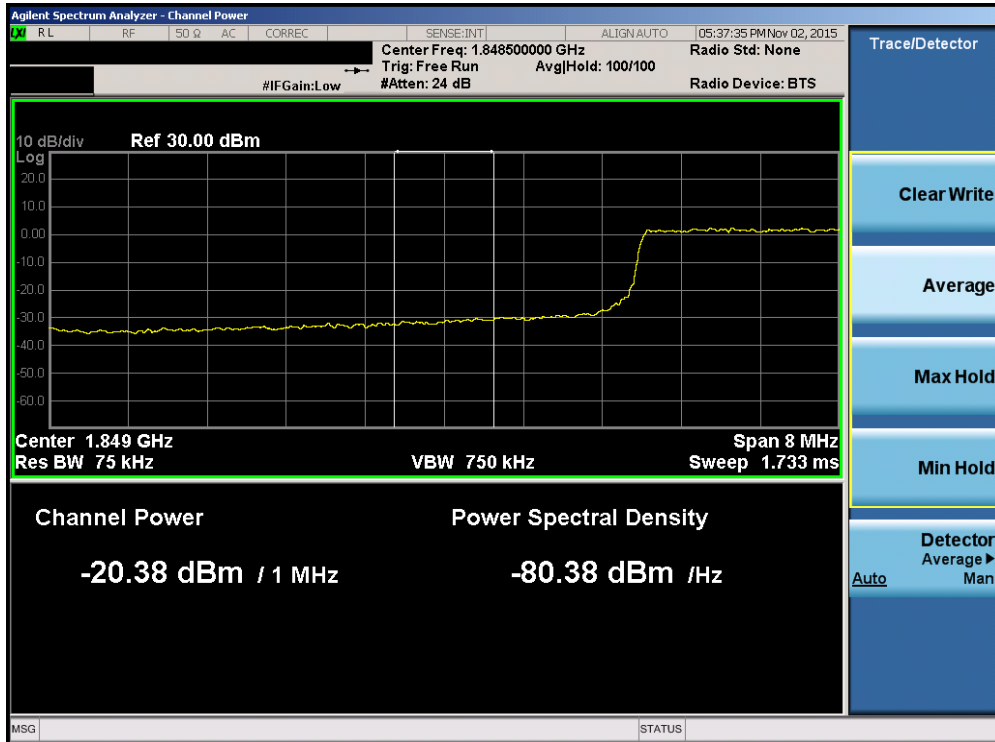 Agilent Spectrum Analyzer - Channel Power
LXI RL RF 50 Ω AC CORREC SENSE:INT ALIGN AUTO 05:37:35 PM Nov 02, 2015
Center Freq: 1.848500000 GHz Radio Std: None
Trig: Free Run Avg|Hold: 100/100
#IFGain:Low #Atten: 24 dB Radio Device: BTS
10 dB/div Ref 30.00 dBm
Log
20.0
10.0
0.00
-10.0
-20.0
-30.0
-40.0
-50.0
-60.0
Center 1.849 GHz Span 8 MHz
Res BW 75 kHz VBW 750 kHz Sweep 1.733 ms
Channel Power Power Spectral Density
-20.38 dBm / 1 MHz -80.38 dBm /Hz
MSG STATUS
Trace/Detector
Clear Write
Average
Max Hold
Min Hold
Detector
Average▶
Auto Man